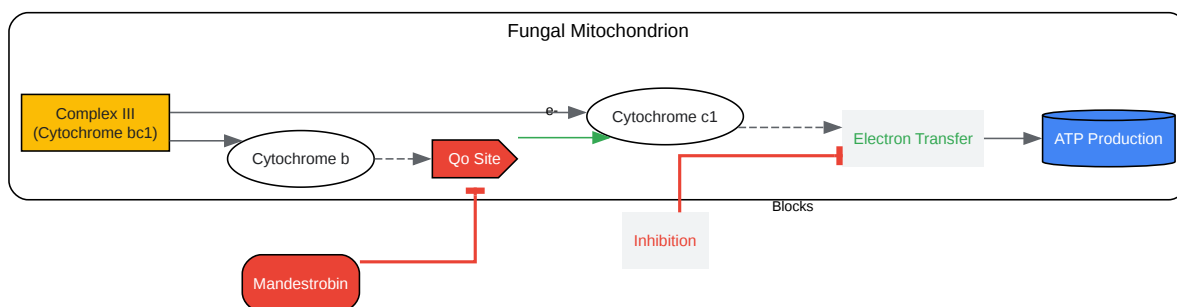 Fungal Mitochondrion
Complex III
(Cytochrome bc1)
e-
Cytochrome c1
Cytochrome b
Qo Site
Electron Transfer
ATP Production
Blocks
Inhibition
Mandestrobin